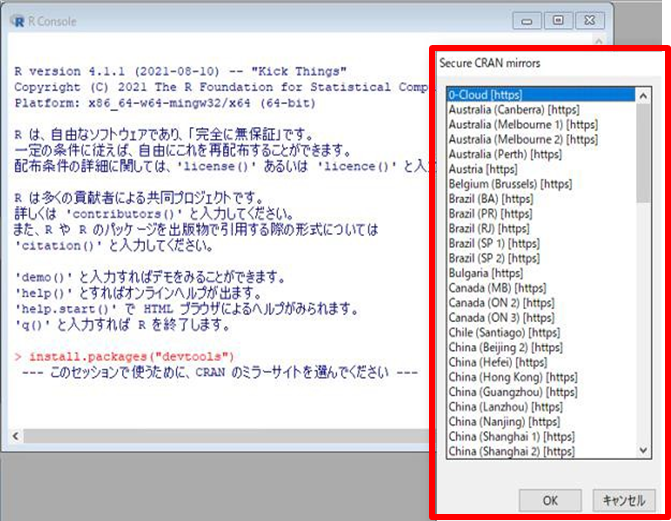 R Console
R version 4.1.1 (2021-08-10) -- "Kick Things"
Copyright (C) 2021 The R Foundation for Statistical Comp
Platform: x86_64-w64-mingw32/x64 (64-bit)
R は、自由なソフトウェアであり、「完全に無保証」です。
一定の条件に従えば、自由にこれを再配布することができます。
配布条件の詳細に関しては、'license()' あるいは 'licence()' と入
R は多くの貢献者による共同プロジェクトです。
詳しくは 'contributors()' と入力してください。
また、R や R のパッケージを出版物で引用する際の形式については
'citation()' と入力してください。
'demo()' と入力すればデモをみることができます。
'help()' とすればオンラインヘルプが出ます。
'help.start()' で HTML ブラウザによるヘルプがみられます。
'q()' と入力すれば R を終了します。
> install.packages("devtools")
--- このセッションで使うために、CRAN のミラーサイトを選んでください ---
Secure CRAN mirrors
0-Cloud [https]
Australia (Canberra) [https]
Australia (Melbourne 1) [https]
Australia (Melbourne 2) [https]
Australia (Perth) [https]
Austria [https]
Belgium (Brussels) [https]
Brazil (BA) [https]
Brazil (PR) [https]
Brazil (RJ) [https]
Brazil (SP 1) [https]
Brazil (SP 2) [https]
Bulgaria [https]
Canada (MB) [https]
Canada (ON 2) [https]
Canada (ON 3) [https]
Chile (Santiago) [https]
China (Beijing 2) [https]
China (Hefei) [https]
China (Hong Kong) [https]
China (Guangzhou) [https]
China (Lanzhou) [https]
China (Nanjing) [https]
China (Shanghai 1) [https]
China (Shanghai 2) [https]
OK
キャンセル